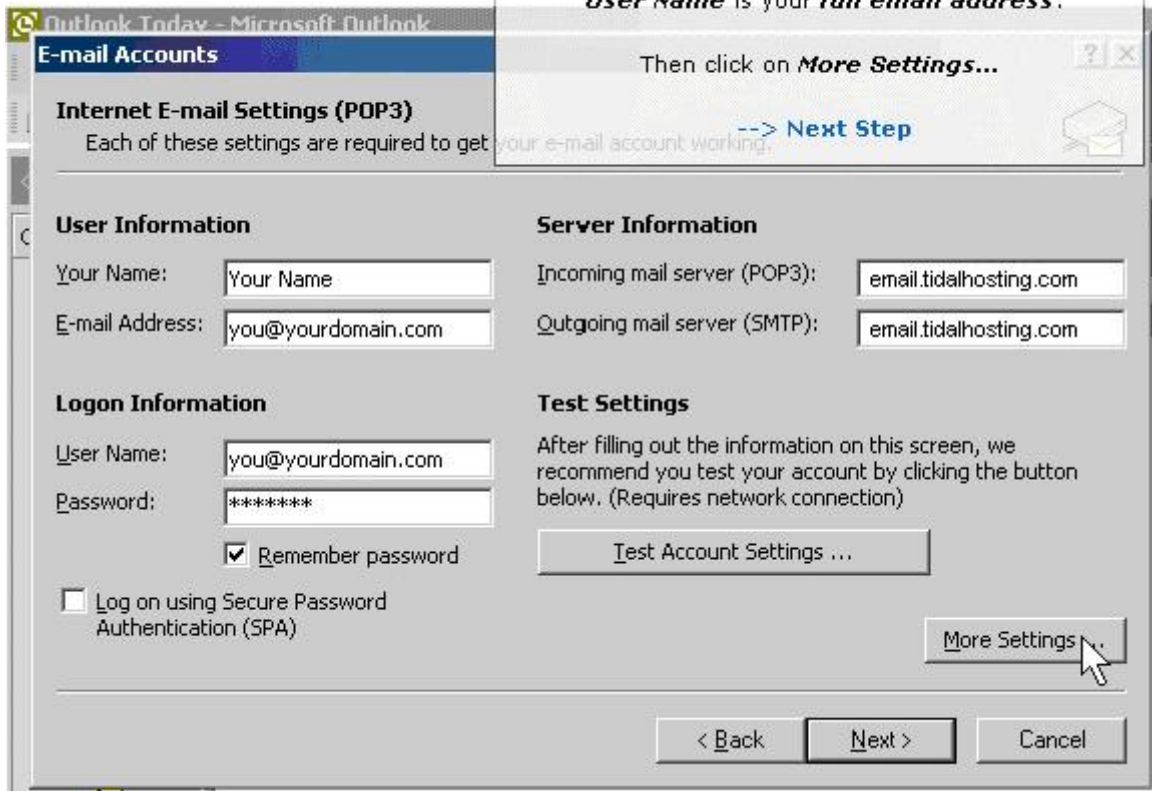 User Name is your full email address.
Outlook Today - Microsoft Outlook
E-mail Accounts
Then click on More Settings...
Internet E-mail Settings (POP3)
--> Next Step
Each of these settings are required to get your e-mail account working.
User Information
Your Name:
Your Name
E-mail Address:
you@yourdomain.com
Server Information
Incoming mail server (POP3):
email.tidalhosting.com
Outgoing mail server (SMTP):
email.tidalhosting.com
Logon Information
User Name:
you@yourdomain.com
Password:
*******
Remember password
Log on using Secure Password
Authentication (SPA)
Test Settings
After filling out the information on this screen, we
recommend you test your account by clicking the button
below. (Requires network connection)
Test Account Settings ...
More Settings ...
< Back
Next >
Cancel